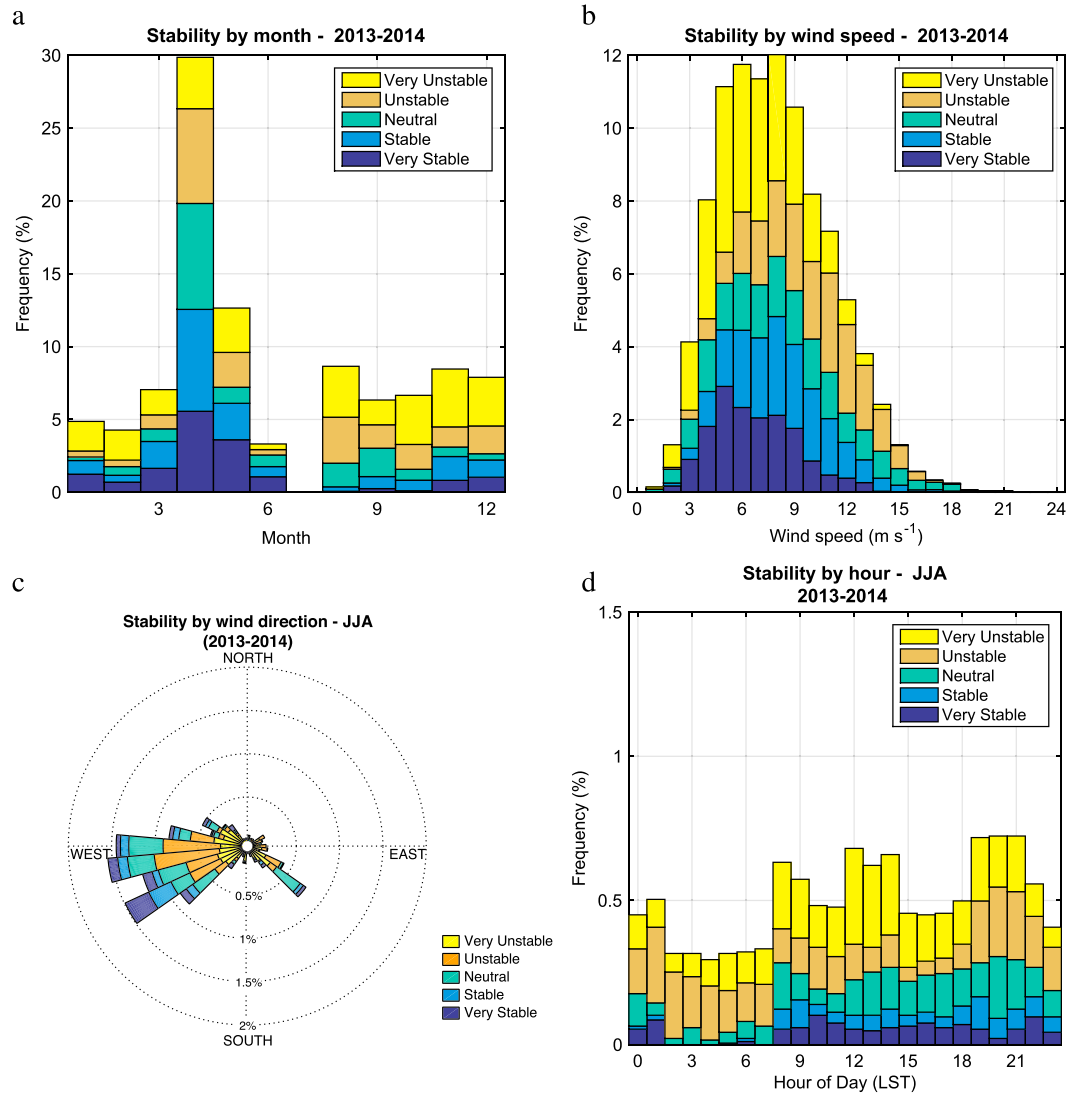 a
Stability by month - 2013-2014
30
25
20
15
10
5
0
Frequency (%)
3
6
9
12
Month
Very Unstable
Unstable
Neutral
Stable
Very Stable
b
Stability by wind speed - 2013-2014
12
10
8
6
4
2
0
Frequency (%)
0
3
6
9
12
15
18
21
24
Wind speed (m s-1)
Very Unstable
Unstable
Neutral
Stable
Very Stable
c
Stability by wind direction - JJA
(2013-2014)
NORTH
WEST
EAST
0.5%
1%
1.5%
2%
SOUTH
Very Unstable
Unstable
Neutral
Stable
Very Stable
d
Stability by hour - JJA
2013-2014
1.5
1
0.5
0
Frequency (%)
0
3
6
9
12
15
18
21
Hour of Day (LST)
Very Unstable
Unstable
Neutral
Stable
Very Stable